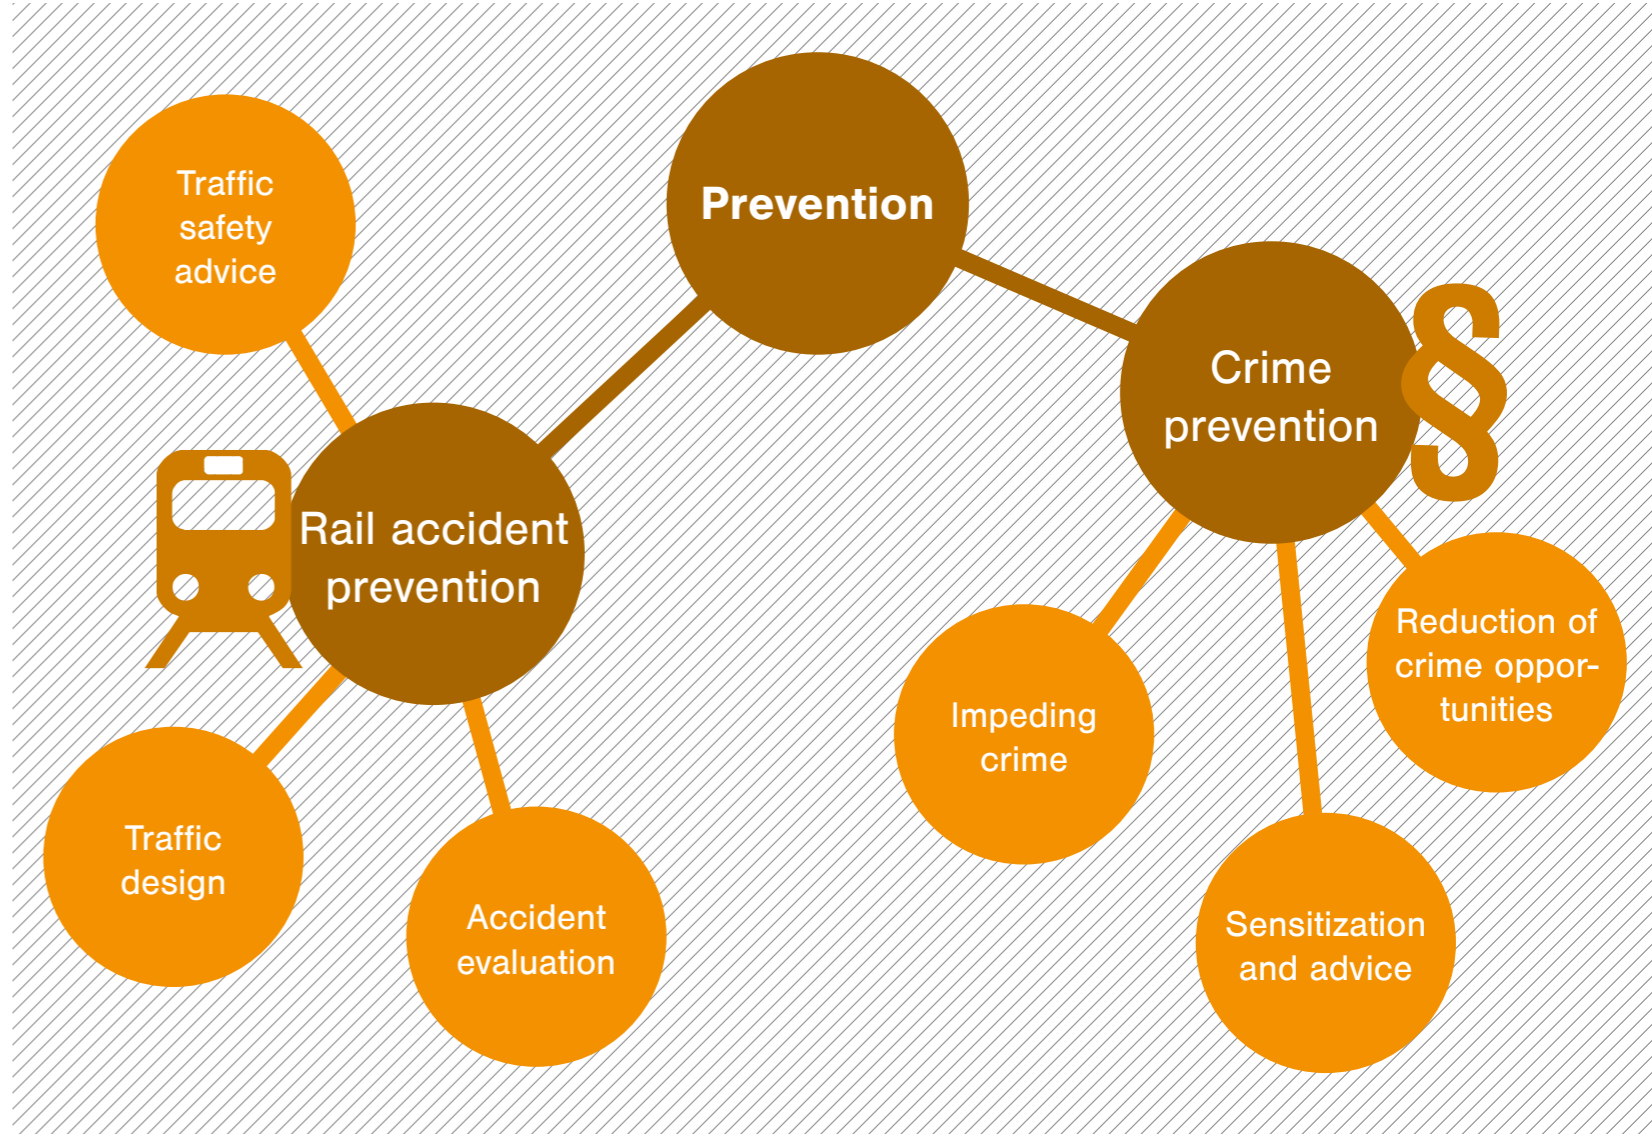 Prevention
Traffic
safety
advice
Rail accident
prevention
Traffic
design
Accident
evaluation
Crime
prevention
§
Impeding
crime
Sensitization
and advice
Reduction of
crime oppor-
tunities